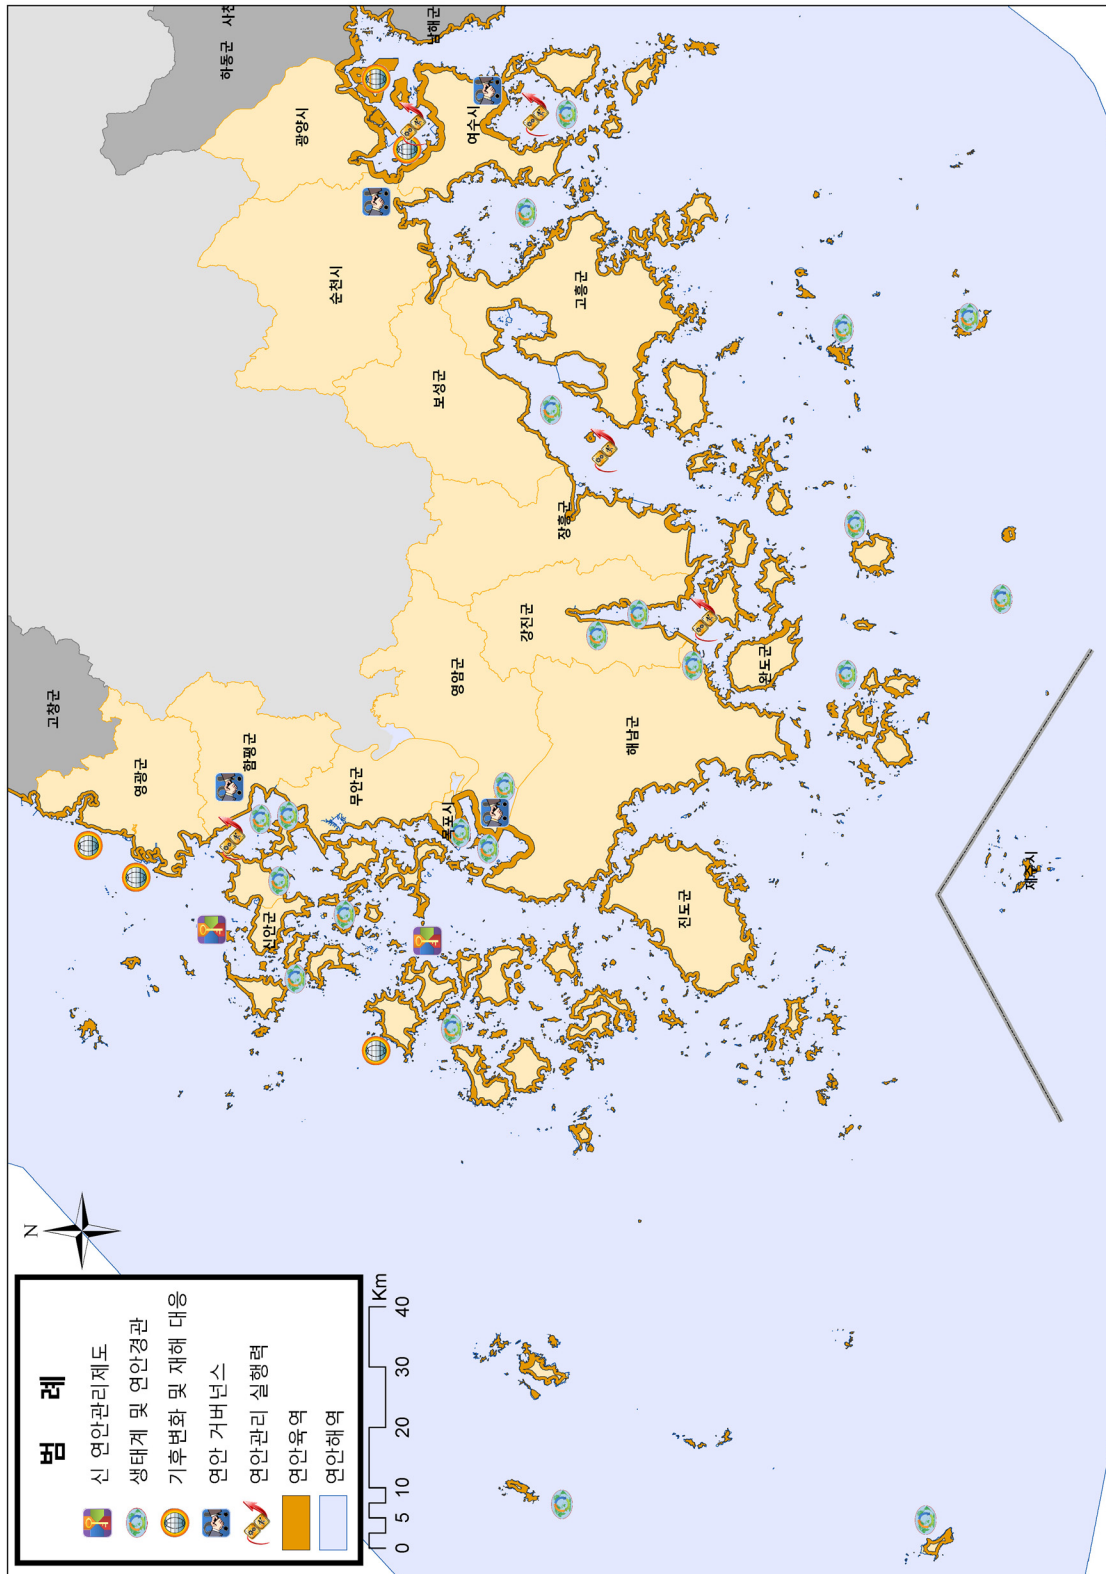 범 례
신 연안관리제도
생태계 및 연안경관
기후변화 및 재해 대응
연안 거버넌스
연안관리 실행력
연안육역
연안해역
0 5 10 20 30 40
Km
N
고창군
영광군
함평군
무안군
신안군
목포시
영암군
강진군
장흥군
해남군
진도군
완도군
보성군
순천시
고흥군
광양시
여수시
하동군
남해군
제주시